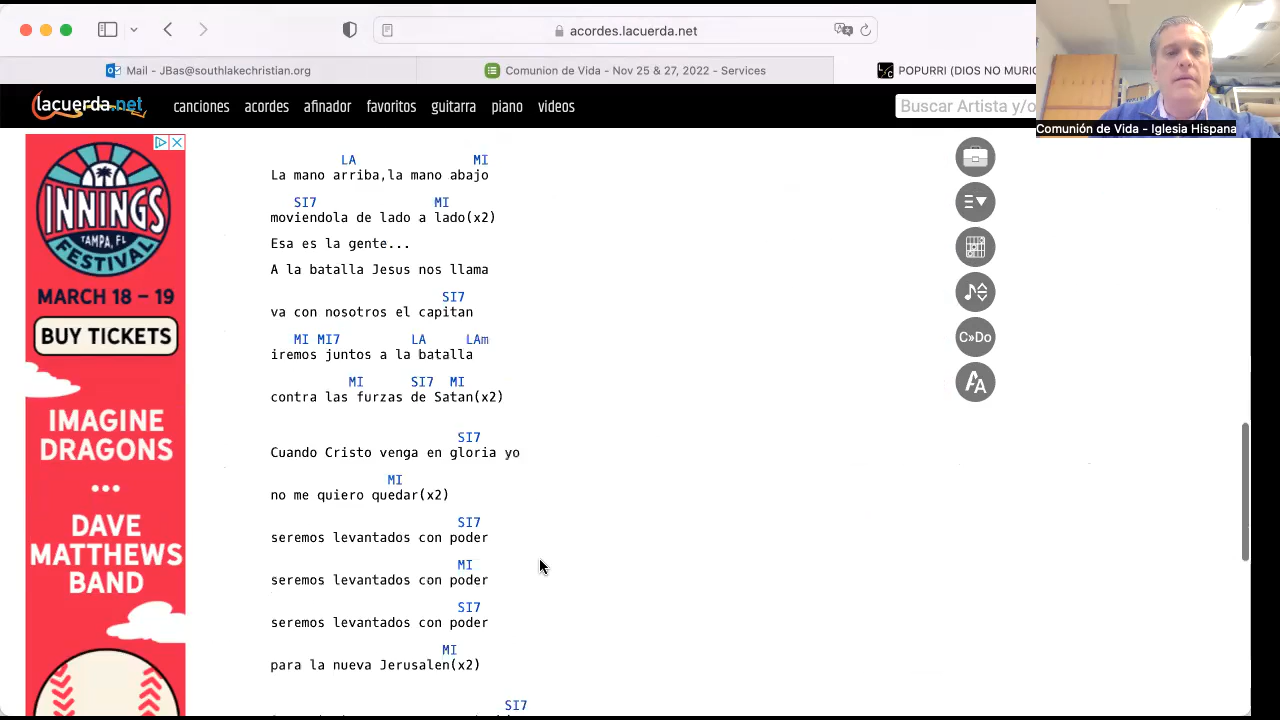 acordes.lacuerda.net
Mail - JBas@southlakechristian.org
Comunion de Vida - Nov 25 & 27, 2022 - Services
L/C POPURRI (DIOS NO MURIO
Comunión de Vida - Iglesia Hispana
lacuerda.net canciones acordes afinador favoritos guitarra piano videos Buscar Artista y/o
INNINGS
TAMPA, FL
FESTIVAL
MARCH 18 – 19
BUY TICKETS
IMAGINE
DRAGONS
•••
DAVE
MATTHEWS
BAND
LA MI
La mano arriba,la mano abajo
SI7 MI
moviendola de lado a lado(x2)
Esa es la gente...
A la batalla Jesus nos llama
SI7
va con nosotros el capitan
MI MI7 LA LAm
iremos juntos a la batalla
MI SI7 MI
contra las furzas de Satan(x2)
SI7
Cuando Cristo venga en gloria yo
MI
no me quiero quedar(x2)
SI7
seremos levantados con poder
MI
seremos levantados con poder
SI7
seremos levantados con poder
MI
para la nueva Jerusalen(x2)
SI7
C»Do
AA